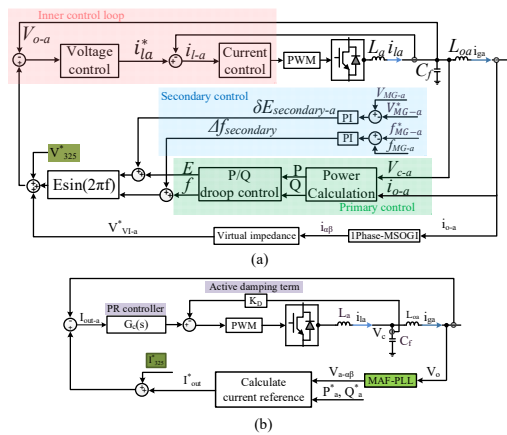 Inner control loop
V_o-a
Voltage control
i*_la
i_l-a
Current control
PWM
L_a i_la
C_f
L_oa i_ga
Secondary control
δE_secondary-a
Δf_secondary
PI
PI
V_MG-a
V*_MG-a
f*_MG-a
f_MG-a
V*_325
Esin(2πf)
E
f
P/Q droop control
P
Q
Power Calculation
V_c-a
i_o-a
Primary control
V*_VI-a
Virtual impedance
i_αβ
1Phase-MSOGI
i_o-a
(a)
Active damping term
K_D
PR controller
I_out-a
G_c(s)
PWM
L_a i_la
V_c
C_f
L_oa i_ga
I*_325
I*_out
Calculate current reference
V_a-αβ
MAF-PLL
V_o
P*_a, Q*_a
(b)